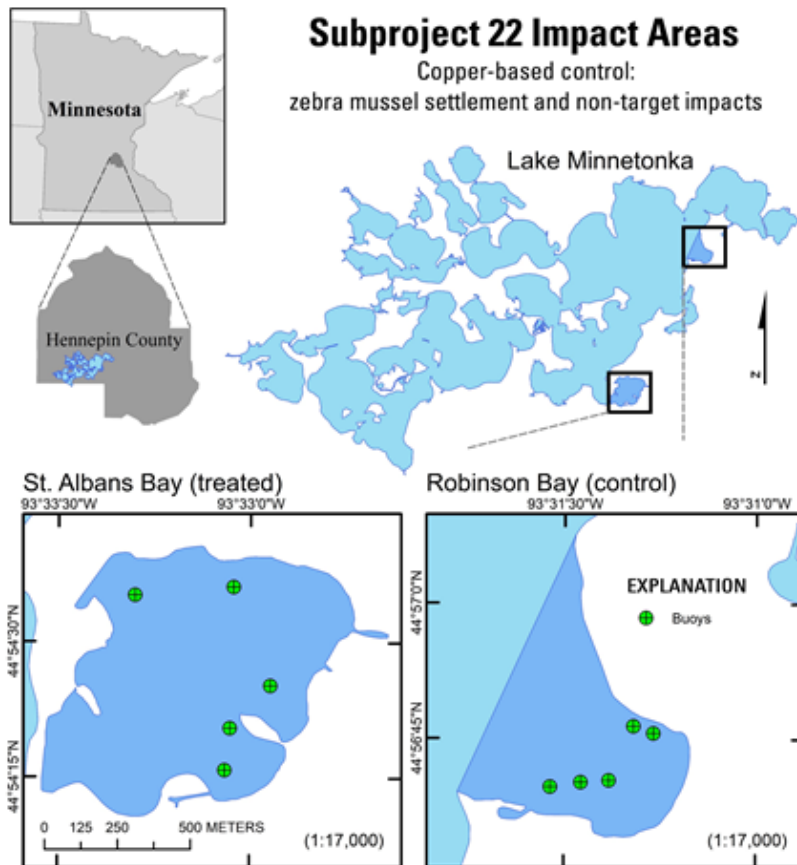 Subproject 22 Impact Areas
Copper-based control:
zebra mussel settlement and non-target impacts
Minnesota
Lake Minnetonka
Hennepin County
N
St. Albans Bay (treated)
93°33'30"W
93°33'0"W
44°54'30"N
44°54'15"N
0 125 250 500 METERS
(1:17,000)
Robinson Bay (control)
93°31'30"W
93°31'0"W
44°57'0"N
44°56'45"N
EXPLANATION
Buoys
(1:17,000)